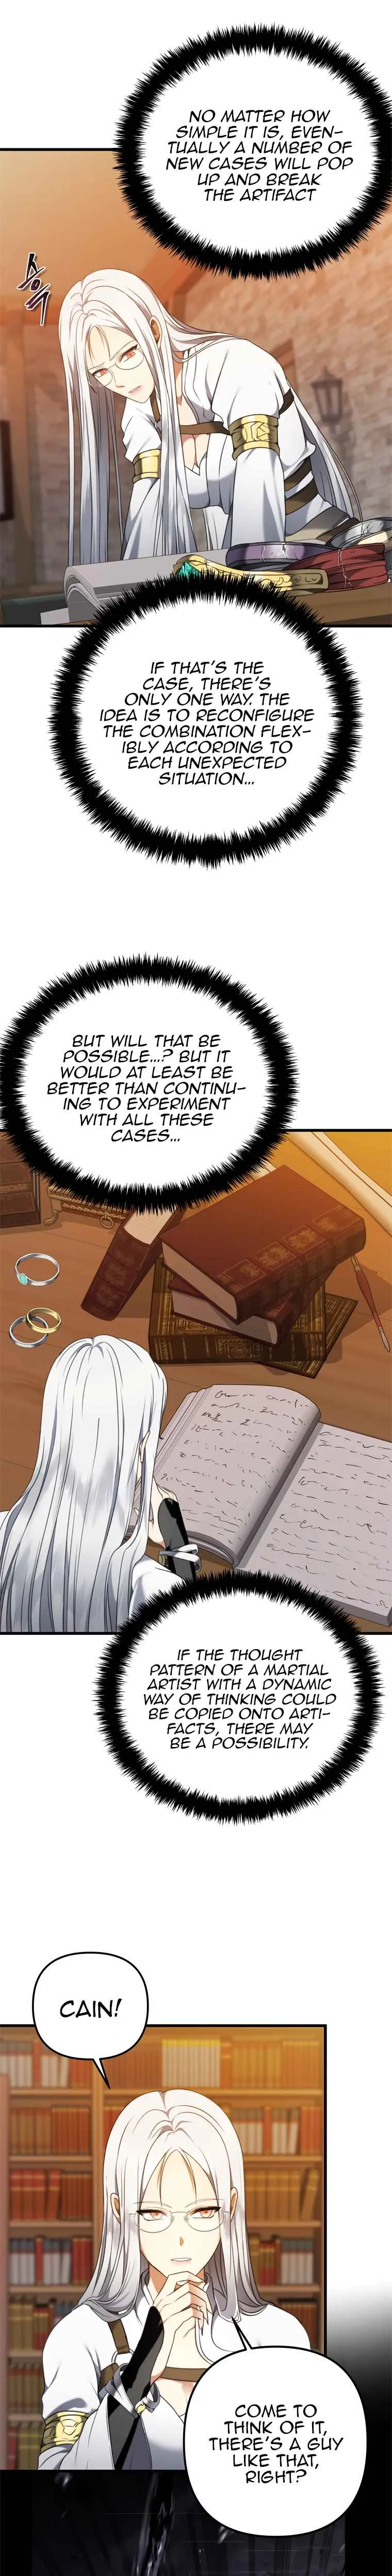 NO MATTER HOW
SIMPLE IT IS, EVEN-
TUALLY A NUMBER OF
NEW CASES WILL POP
UP AND BREAK
THE ARTIFACT
IF THAT'S THE
CASE, THERE'S
ONLY ONE WAY. THE
IDEA IS TO RECONFIGURE
THE COMBINATION FLEX-
IBLY ACCORDING TO
EACH UNEXPECTED
SITUATION...
BUT WILL THAT BE
POSSIBLE...? BUT IT
WOULD AT LEAST BE
BETTER THAN CONTINU-
ING TO EXPERIMENT
WITH ALL THESE
CASES...
IF THE THOUGHT
PATTERN OF A MARTIAL
ARTIST WITH A DYNAMIC
WAY OF THINKING COULD
BE COPIED ONTO ARTI-
FACTS, THERE MAY
BE A POSSIBILITY.
CAIN!
COME TO
THINK OF IT,
THERE'S A GUY
LIKE THAT,
RIGHT?